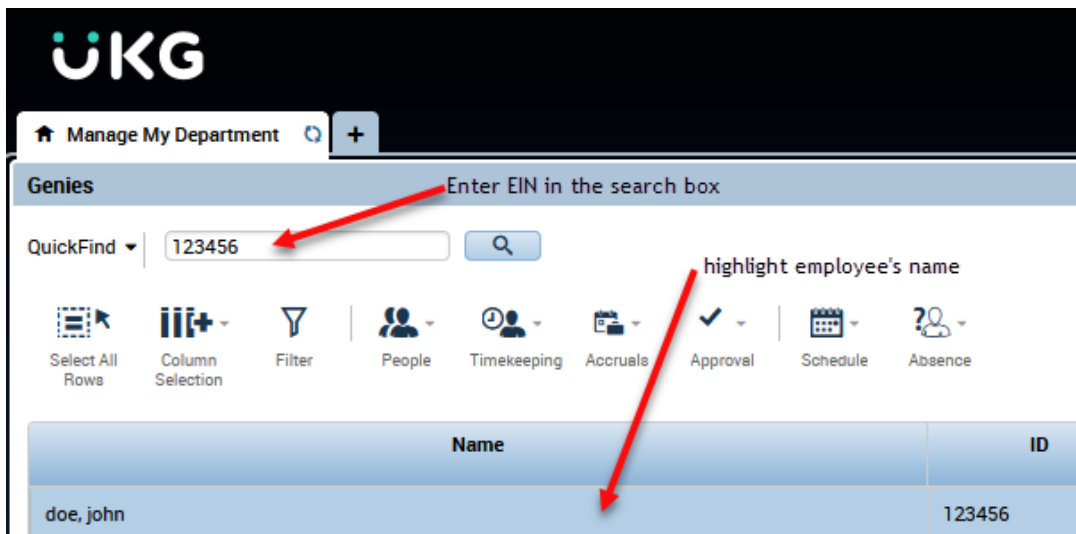 UKG
Manage My Department +
Genies Enter EIN in the search box
QuickFind 123456
highlight employee's name
Select All Rows Column Selection Filter People Timekeeping Accruals Approval Schedule Absence
Name ID
doe, john 123456